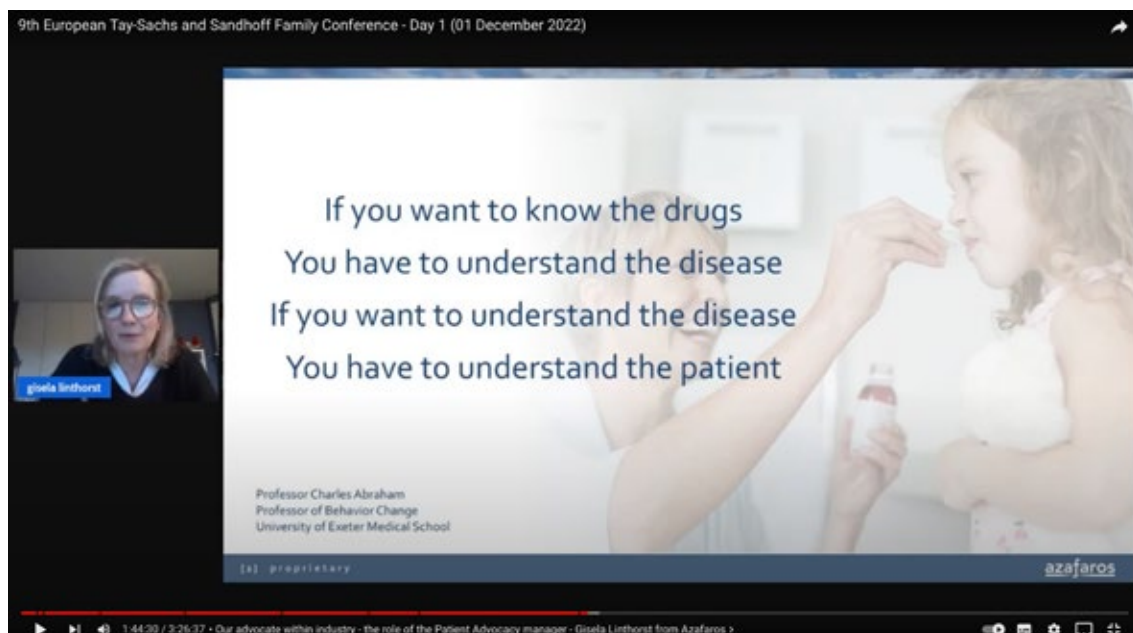 9th European Tay-Sachs and Sandhoff Family Conference - Day 1 (01 December 2022)
If you want to know the drugs
You have to understand the disease
If you want to understand the disease
You have to understand the patient
gisela linthorst
Professor Charles Abraham
Professor of Behavior Change
University of Exeter Medical School
[a] proprietary
azafaros
1:44:30 / 3:26:37 • Our advocate within industry - the role of the Patient Advocacy manager - Gisela Linthorst from Azafaros >